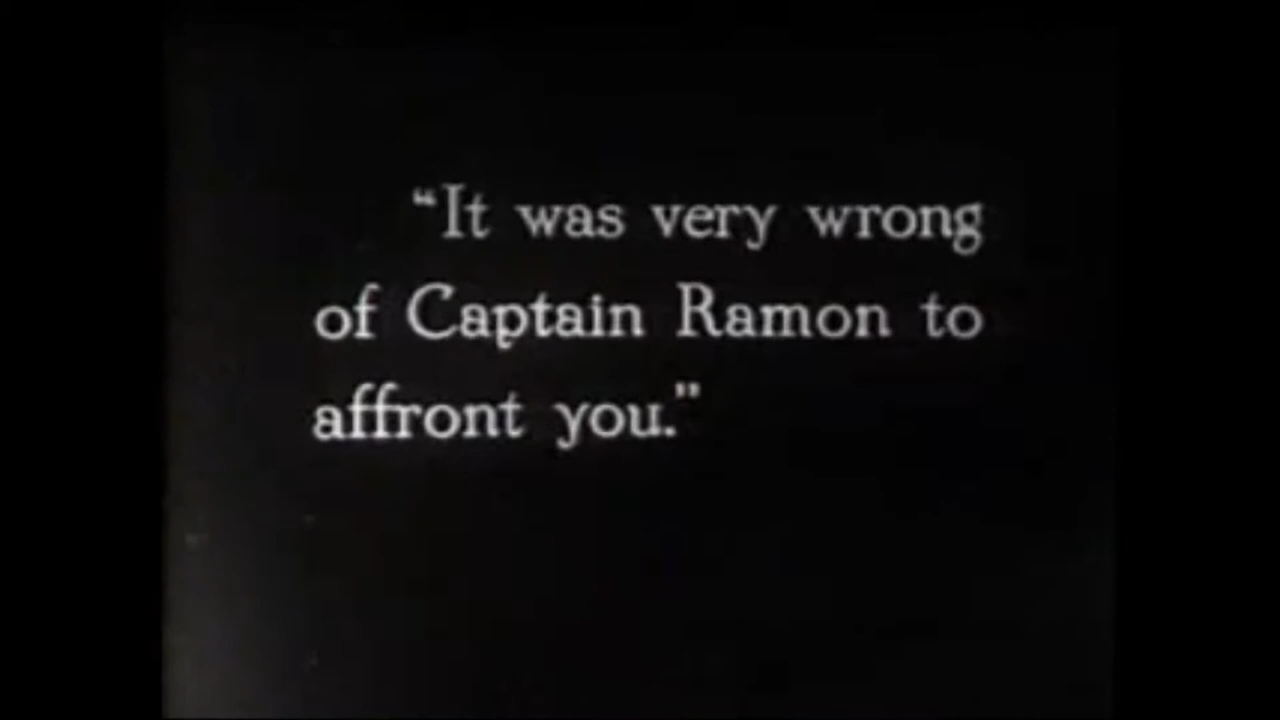 “It was very wrong
of Captain Ramon to
affront you.”